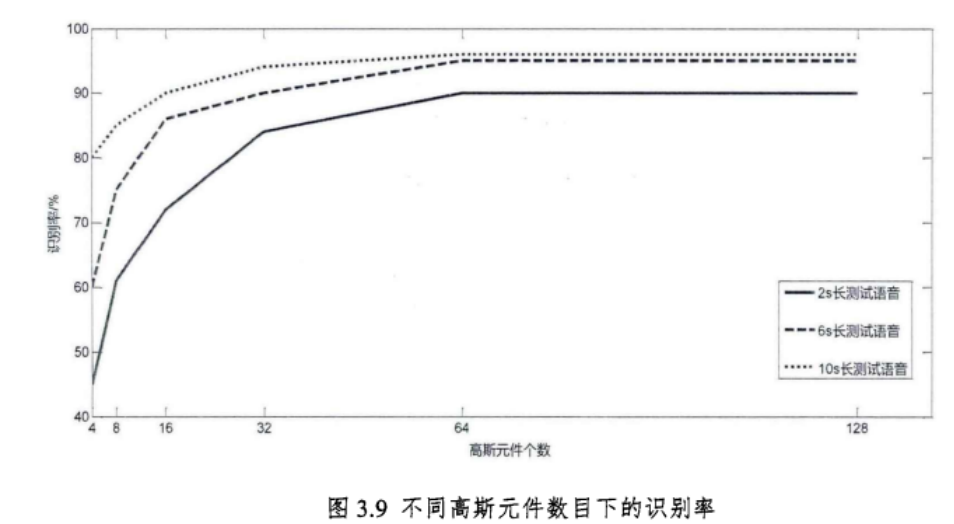 100
90
80
70
60
50
40
识别率/%
4 8 16 32 64 128
高斯元件个数
2s长测试语音
6s长测试语音
10s长测试语音
图 3.9 不同高斯元件数目下的识别率